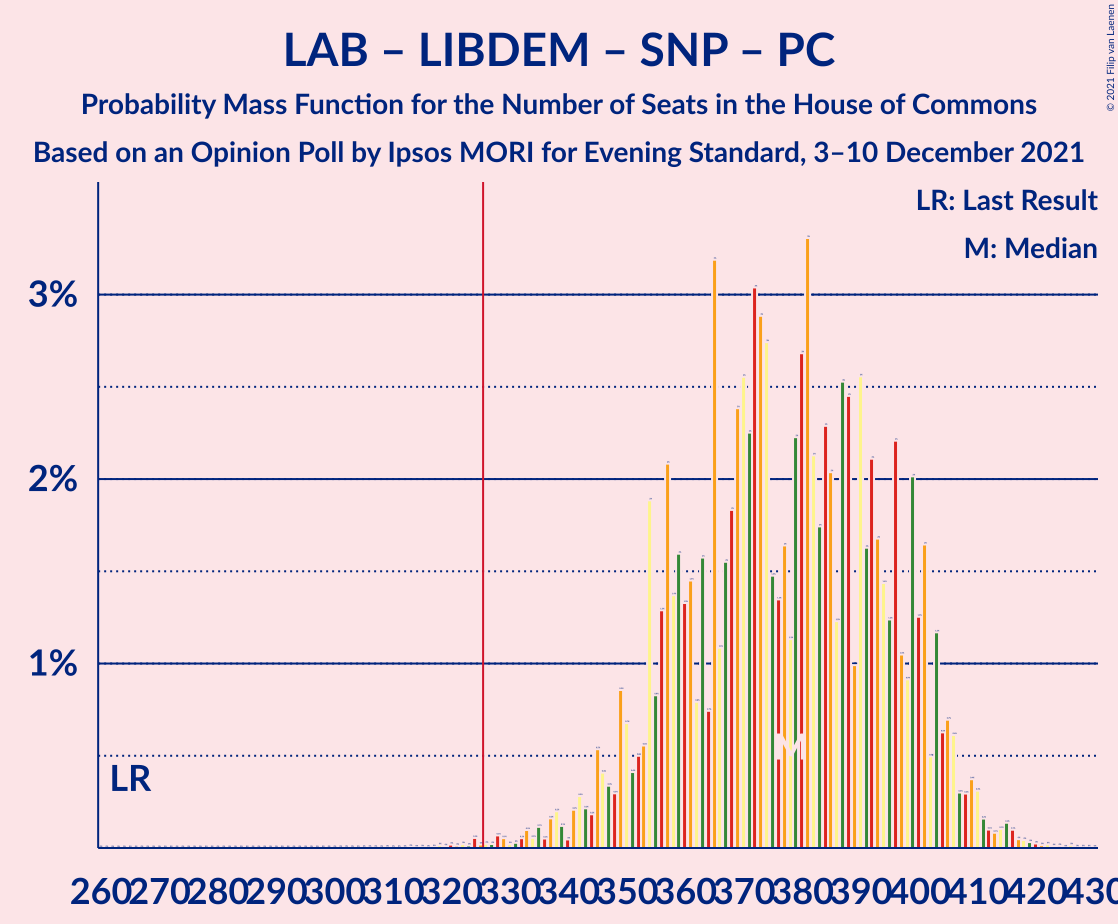 LAB – LIBDEM – SNP – PC
Probability Mass Function for the Number of Seats in the House of Commons
Based on an Opinion Poll by Ipsos MORI for Evening Standard, 3–10 December 2021
© 2021 Filip van Laenen
LR: Last Result
M: Median
3%
2%
1%
LR
M
260 270 280 290 300 310 320 330 340 350 360 370 380 390 400 410 420 430